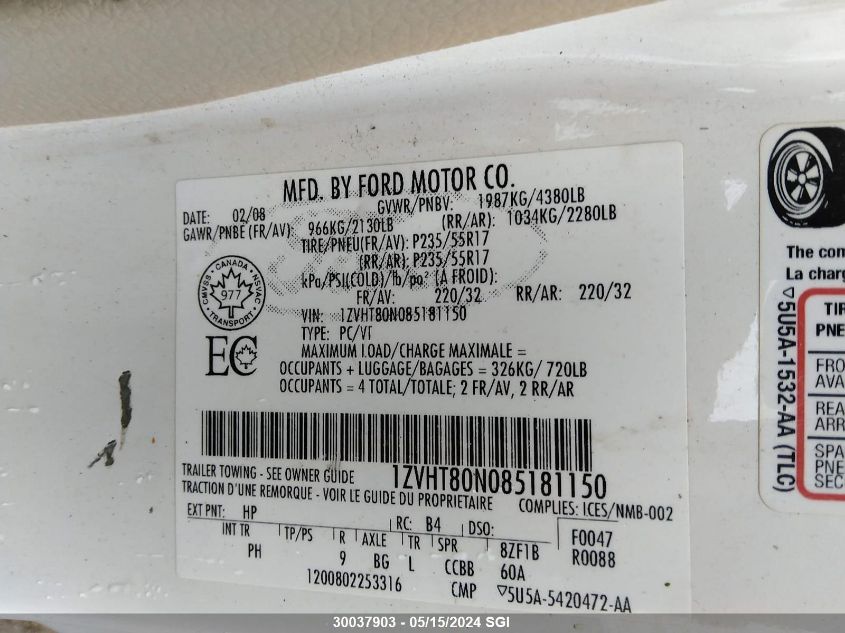 MFD. BY FORD MOTOR CO.
DATE: 02/08 GVWR/PNBV: 1987KG/4380LB
GAWR/PNBE (FR/AV): 966KG/2130LB (RR/AR): 1034KG/2280LB
TIRE/PNEU(FR/AV): P235/55R17
(RR/AR): P235/55R17
kPa/PSI(COLD)/lb/po² (A FROID):
FR/AV: 220/32 RR/AR: 220/32
VIN: 1ZVHT80N085181150
TYPE: PC/VT
CMVSS CANADA NSVAC
977
TRANSPORT
EC
MAXIMUM LOAD/CHARGE MAXIMALE =
OCCUPANTS + LUGGAGE/BAGAGES = 326KG/ 720LB
OCCUPANTS = 4 TOTAL/TOTALE; 2 FR/AV, 2 RR/AR
TRAILER TOWING - SEE OWNER GUIDE 1ZVHT80N085181150
TRACTION D'UNE REMORQUE - VOIR LE GUIDE DU PROPRIETAIRE COMPLIES: ICES/NMB-002
EXT PNT: HP RC: B4 DSO: F0047
INT TR TP/PS R AXLE TR SPR 8ZF1B R0088
PH 9 BG L CCBB 60A
1200802253316 CMP ▽5U5A-5420472-AA
The com
La charg
▽5U5A-1532-AA (TLC)
TIR
PNE
FRO
AVA
REA
ARR
SPA
PNE
SEC
30037903 - 05/15/2024 SGI